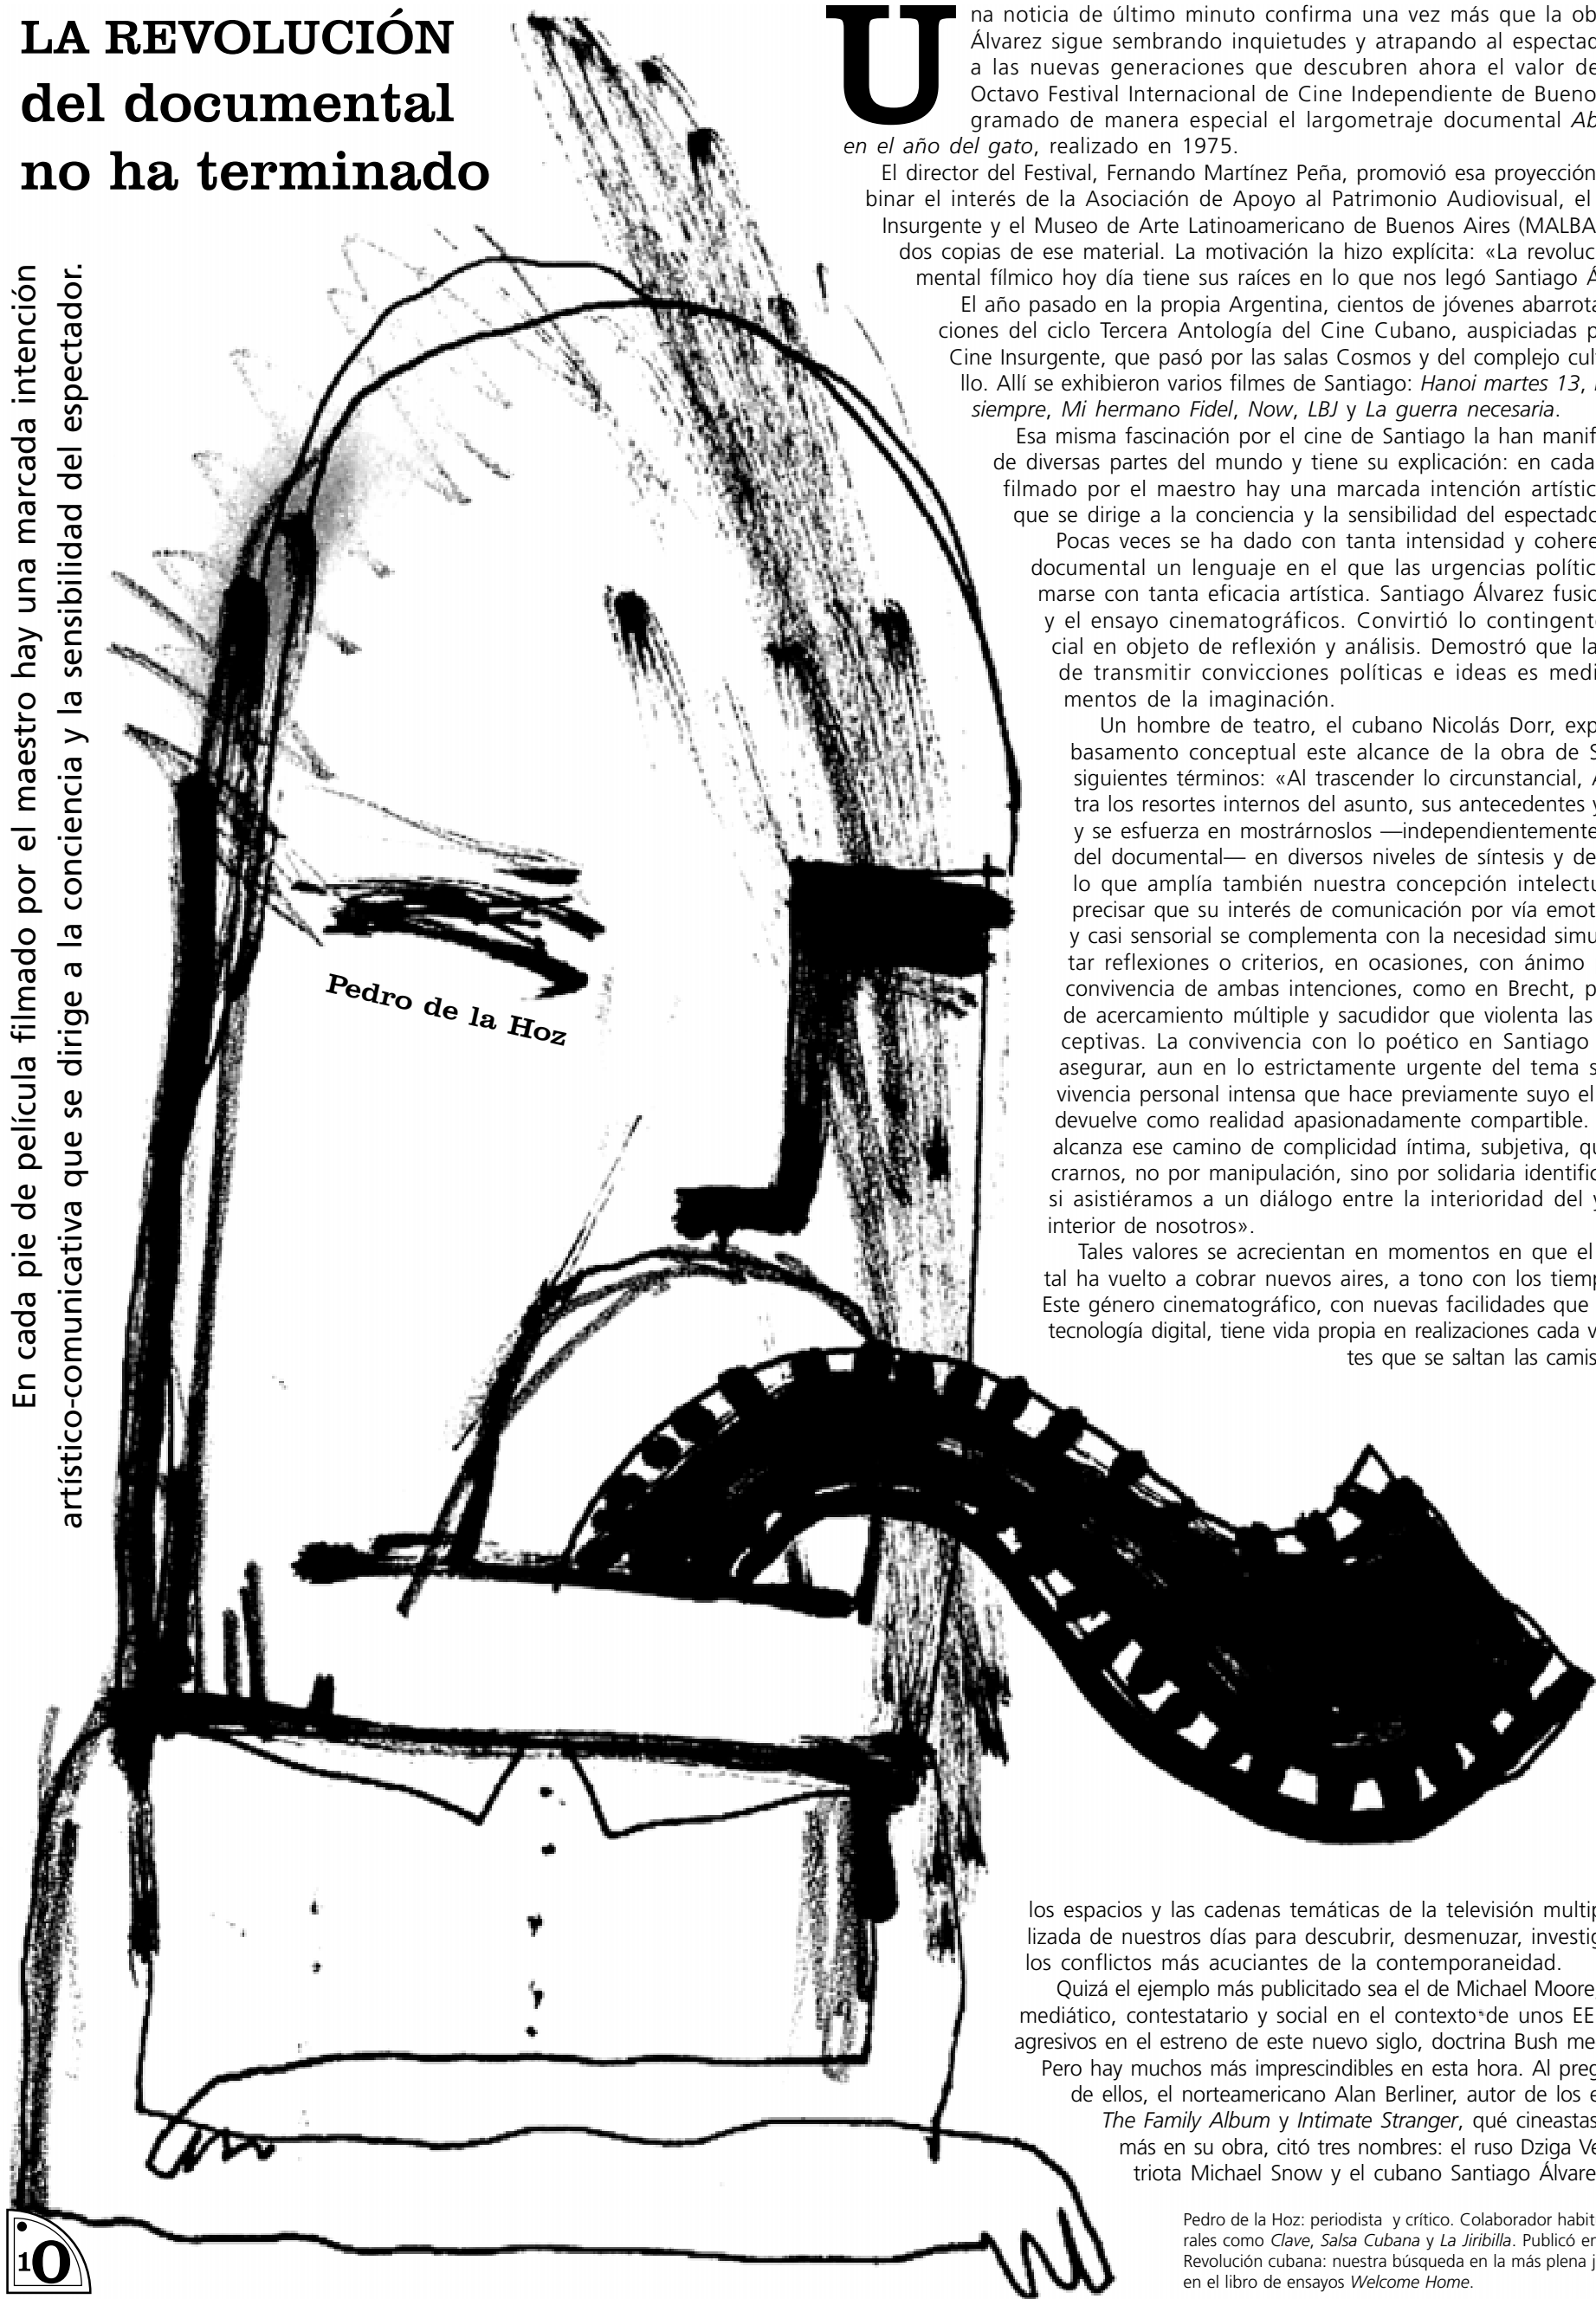 LA REVOLUCIÓN
del documental
no ha terminado
En cada pie de película filmado por el maestro hay una marcada intención
artístico-comunicativa que se dirige a la conciencia y la sensibilidad del espectador.
Pedro de la Hoz
Una noticia de último minuto confirma una vez más que la ob
Álvarez sigue sembrando inquietudes y atrapando al espectad
a las nuevas generaciones que descubren ahora el valor de
Octavo Festival Internacional de Cine Independiente de Bueno
gramado de manera especial el largometraje documental Ab
en el año del gato, realizado en 1975.
El director del Festival, Fernando Martínez Peña, promovió esa proyección
binar el interés de la Asociación de Apoyo al Patrimonio Audiovisual, el
Insurgente y el Museo de Arte Latinoamericano de Buenos Aires (MALBA
dos copias de ese material. La motivación la hizo explícita: «La revoluc
mental fílmico hoy día tiene sus raíces en lo que nos legó Santiago Á
El año pasado en la propia Argentina, cientos de jóvenes abarrota
ciones del ciclo Tercera Antología del Cine Cubano, auspiciadas p
Cine Insurgente, que pasó por las salas Cosmos y del complejo cul
llo. Allí se exhibieron varios filmes de Santiago: Hanoi martes 13,
siempre, Mi hermano Fidel, Now, LBJ y La guerra necesaria.
Esa misma fascinación por el cine de Santiago la han manif
de diversas partes del mundo y tiene su explicación: en cada
filmado por el maestro hay una marcada intención artístic
que se dirige a la conciencia y la sensibilidad del espectado
Pocas veces se ha dado con tanta intensidad y cohere
documental un lenguaje en el que las urgencias polític
marse con tanta eficacia artística. Santiago Álvarez fusio
y el ensayo cinematográficos. Convirtió lo contingent
cial en objeto de reflexión y análisis. Demostró que la
de transmitir convicciones políticas e ideas es medi
mentos de la imaginación.
Un hombre de teatro, el cubano Nicolás Dorr, exp
basamento conceptual este alcance de la obra de S
siguientes términos: «Al trascender lo circunstancial, Á
tra los resortes internos del asunto, sus antecedentes y
y se esfuerza en mostrárnoslos —independientemente
del documental— en diversos niveles de síntesis y de
lo que amplía también nuestra concepción intelectu
precisar que su interés de comunicación por vía emot
y casi sensorial se complementa con la necesidad simu
tar reflexiones o criterios, en ocasiones, con ánimo
convivencia de ambas intenciones, como en Brecht, p
de acercamiento múltiple y sacudidor que violenta las
ceptivas. La convivencia con lo poético en Santiago
asegurar, aun en lo estrictamente urgente del tema s
vivencia personal intensa que hace previamente suyo el
devuelve como realidad apasionadamente compartible.
alcanza ese camino de complicidad íntima, subjetiva, qu
crarnos, no por manipulación, sino por solidaria identific
si asistiéramos a un diálogo entre la interioridad del y
interior de nosotros».
Tales valores se acrecientan en momentos en que el
tal ha vuelto a cobrar nuevos aires, a tono con los tiemp
Este género cinematográfico, con nuevas facilidades que
tecnología digital, tiene vida propia en realizaciones cada v
tes que se saltan las camis
los espacios y las cadenas temáticas de la televisión multip
lizada de nuestros días para descubrir, desmenuzar, investig
los conflictos más acuciantes de la contemporaneidad.
Quizá el ejemplo más publicitado sea el de Michael Moore
mediático, contestatario y social en el contexto de unos EE
agresivos en el estreno de este nuevo siglo, doctrina Bush me
Pero hay muchos más imprescindibles en esta hora. Al preg
de ellos, el norteamericano Alan Berliner, autor de los e
The Family Album y Intimate Stranger, qué cineastas
más en su obra, citó tres nombres: el ruso Dziga Ve
triota Michael Snow y el cubano Santiago Álvare
Pedro de la Hoz: periodista y crítico. Colaborador habit
rales como Clave, Salsa Cubana y La Jiribilla. Publicó en
Revolución cubana: nuestra búsqueda en la más plena j
en el libro de ensayos Welcome Home.
10